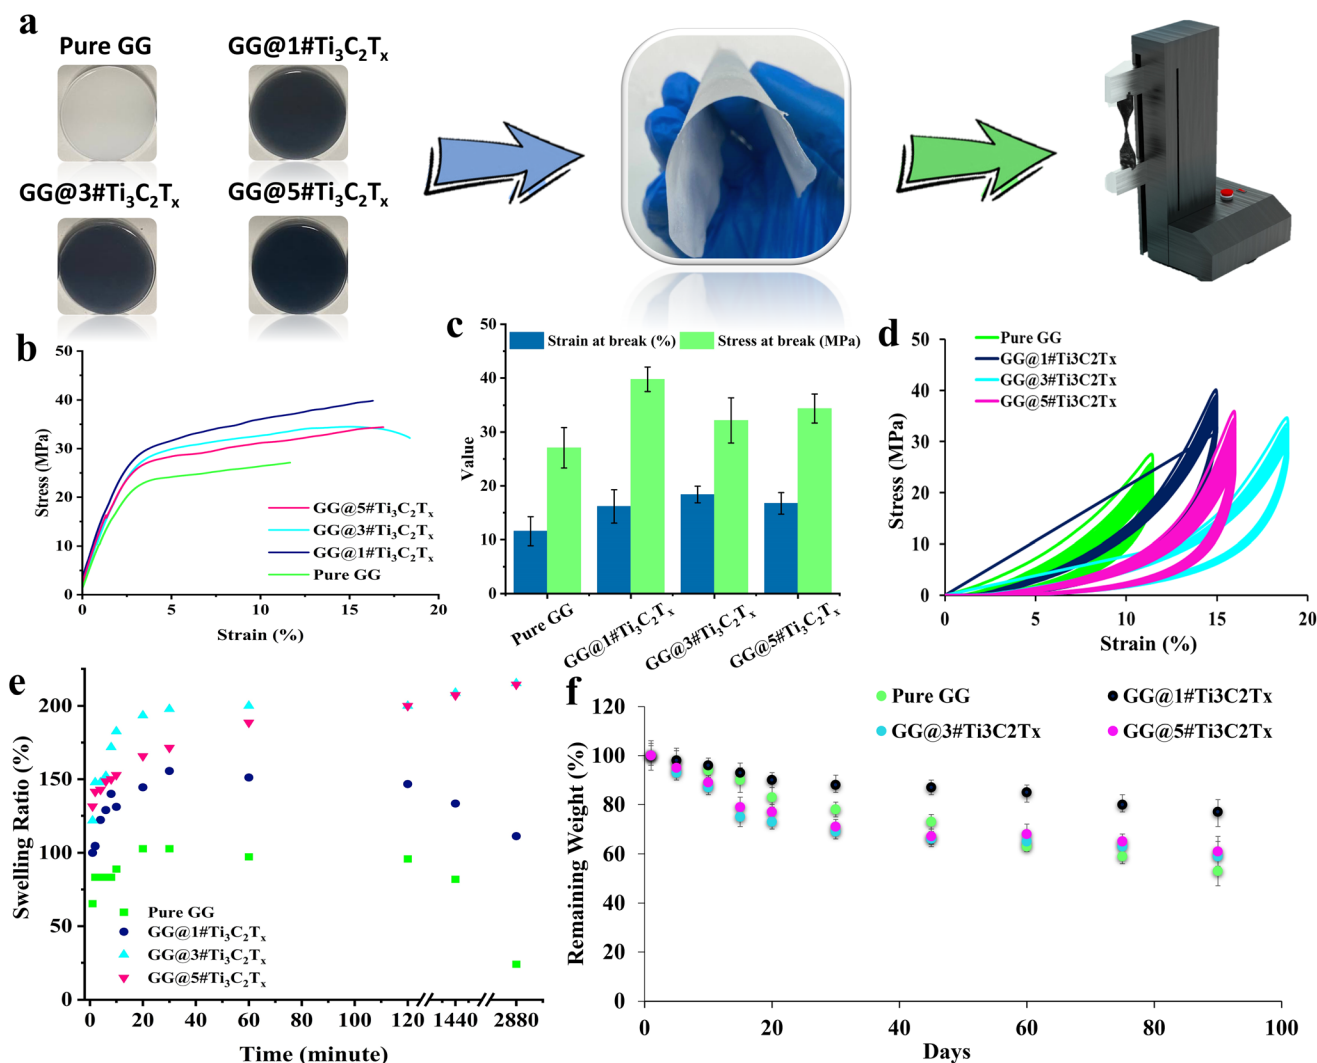 a
Pure GG
GG@1#Ti₃C₂Tₓ
GG@3#Ti₃C₂Tₓ
GG@5#Ti₃C₂Tₓ
b
Stress (MPa)
50
40
30
20
10
0
GG@5#Ti₃C₂Tₓ
GG@3#Ti₃C₂Tₓ
GG@1#Ti₃C₂Tₓ
Pure GG
0 5 10 15 20
Strain (%)
c
Value
50
40
30
20
10
0
Strain at break (%) Stress at break (MPa)
Pure GG
GG@1#Ti₃C₂Tₓ
GG@3#Ti₃C₂Tₓ
GG@5#Ti₃C₂Tₓ
d
Stress (MPa)
50
40
30
20
10
0
Pure GG
GG@1#Ti3C2Tx
GG@3#Ti3C2Tx
GG@5#Ti3C2Tx
0 5 10 15 20
Strain (%)
e
Swelling Ratio (%)
200
150
100
50
0
Pure GG
GG@1#Ti₃C₂Tₓ
GG@3#Ti₃C₂Tₓ
GG@5#Ti₃C₂Tₓ
0 20 40 60 80 100 120 1440 2880
Time (minute)
f
Remaining Weight (%)
120
100
80
60
40
20
0
Pure GG
GG@1#Ti3C2Tx
GG@3#Ti3C2Tx
GG@5#Ti3C2Tx
0 20 40 60 80 100
Days